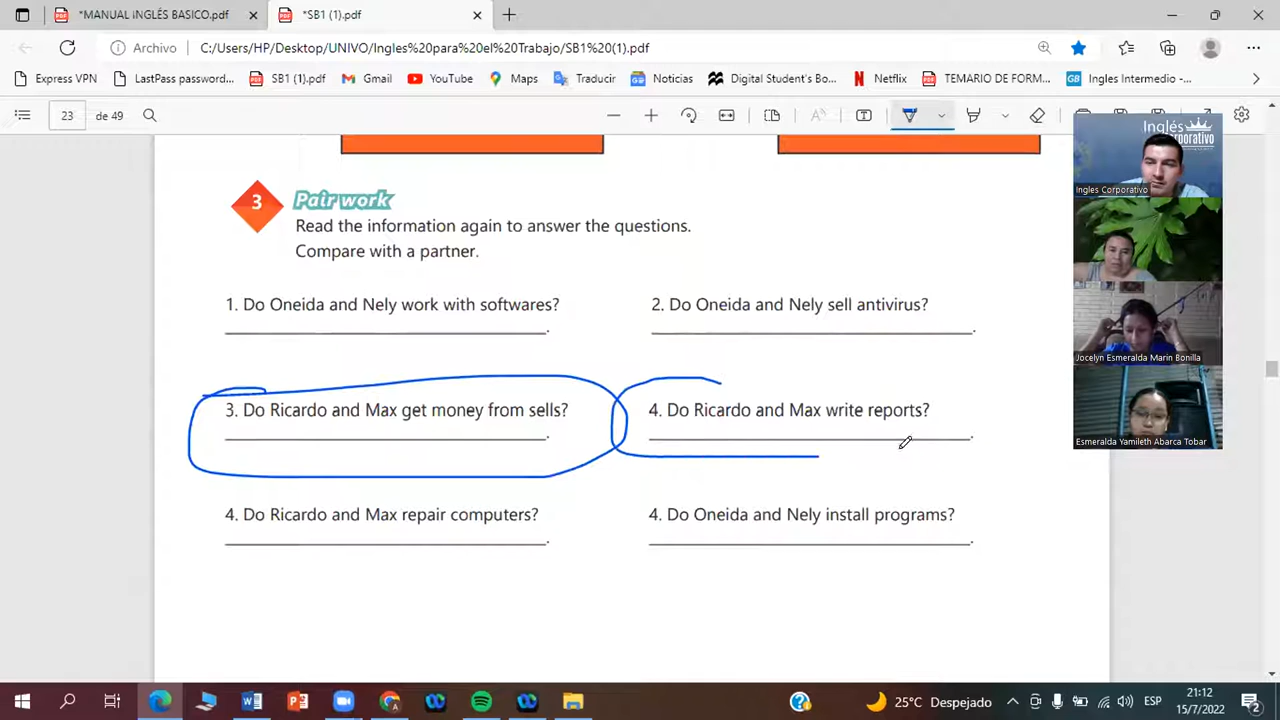 *MANUAL iNGLÉS BASICO.pdf
*SB1 (1).pdf
Archivo
C:/Users/HP/Desktop/UNIVO/Ingles%20para%20el%20Trabajo/SB1%20(1).pdf
Express VPN
LastPass password...
SB1 (1).pdf
Gmail
YouTube
Maps
Traducir
Noticias
Digital Student's Bo...
Netflix
TEMARIO DE FORM...
GB
Ingles Intermedio -...
23
de 49
Inglés
Corporativo
Ingles Corporativo
Jocelyn Esmeralda Marin Bonilla
Esmeralda Yamileth Abarca Tobar
3
Pair work
Read the information again to answer the questions.
Compare with a partner.
1. Do Oneida and Nely work with softwares?
2. Do Oneida and Nely sell antivirus?
3. Do Ricardo and Max get money from sells?
4. Do Ricardo and Max write reports?
4. Do Ricardo and Max repair computers?
4. Do Oneida and Nely install programs?
25°C Despejado
ESP
21:12
15/7/2022
2